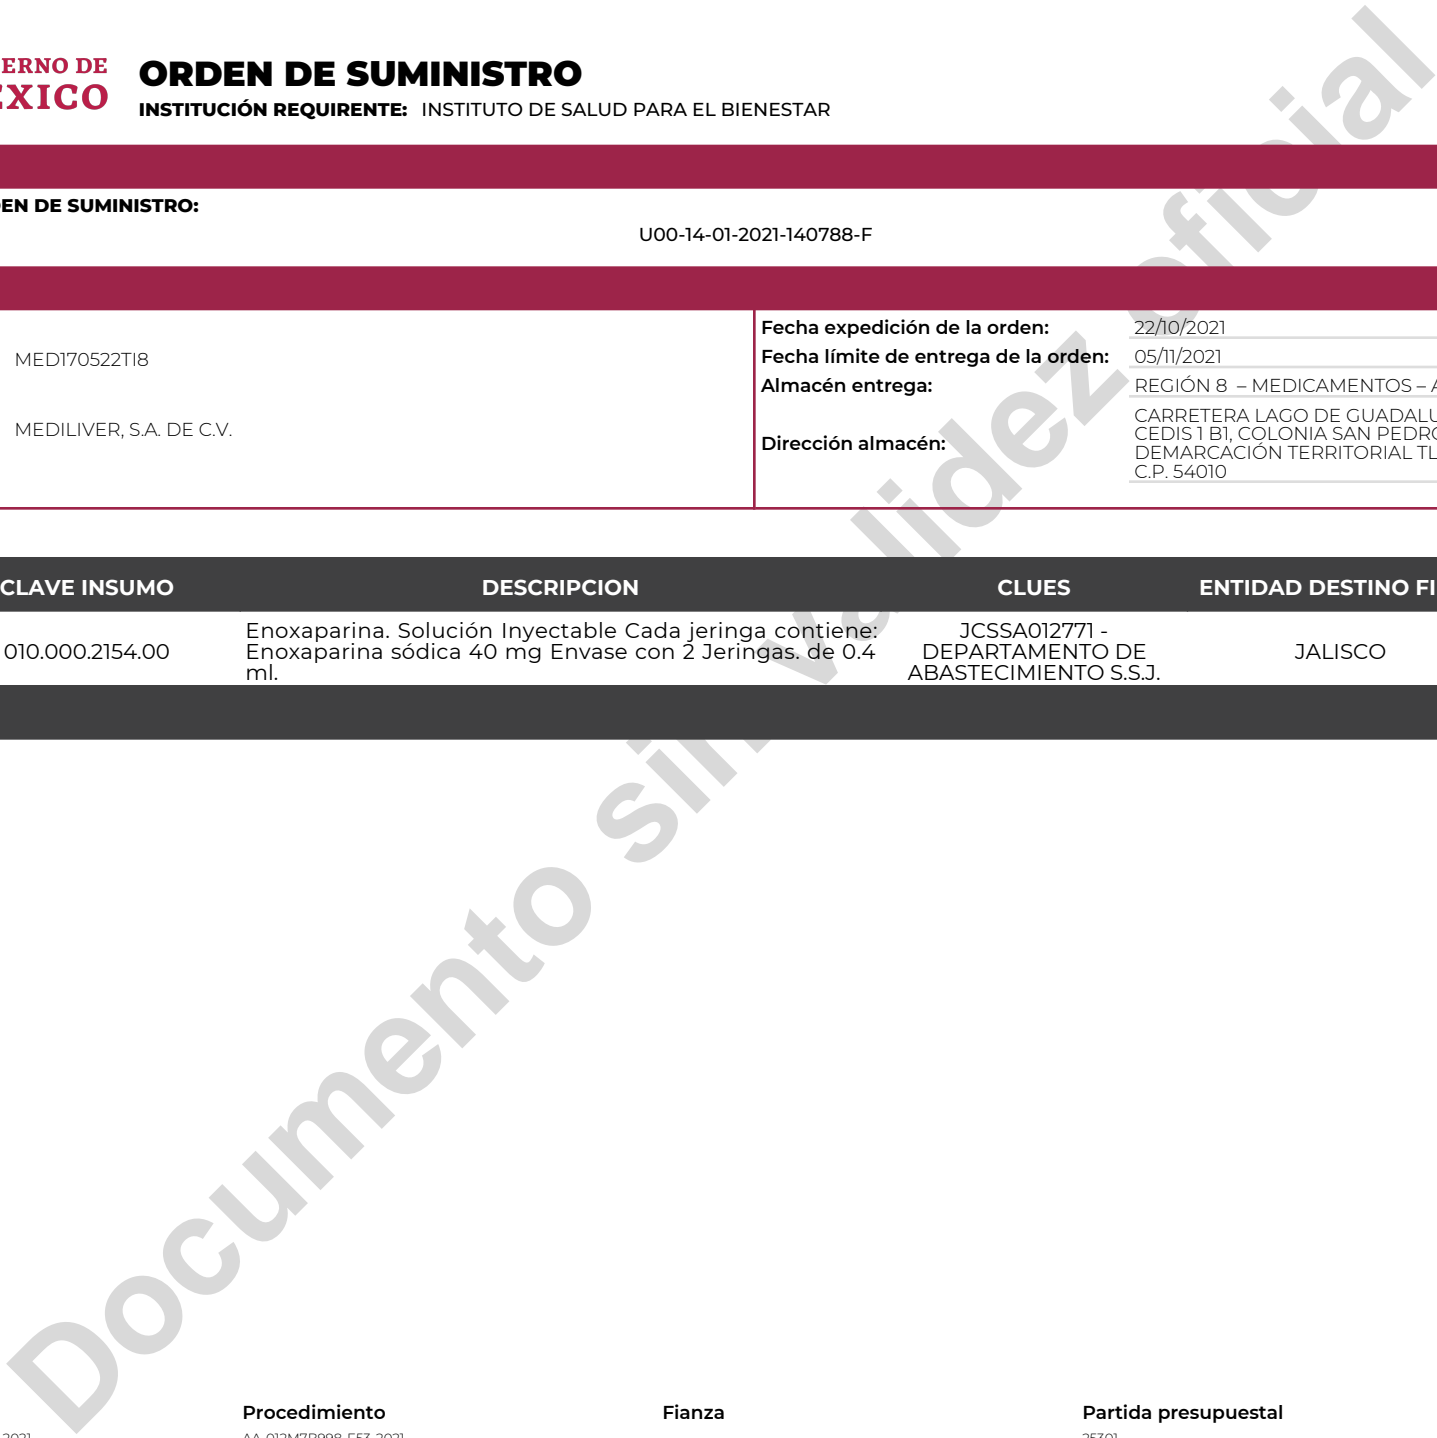 ERNO DE
EXICO
ORDEN DE SUMINISTRO
INSTITUCIÓN REQUIRENTE: INSTITUTO DE SALUD PARA EL BIENESTAR
EN DE SUMINISTRO:
U00-14-01-2021-140788-F
MED170522TI8
MEDILIVER, S.A. DE C.V.
Fecha expedición de la orden: 22/10/2021
Fecha límite de entrega de la orden: 05/11/2021
Almacén entrega: REGIÓN 8 – MEDICAMENTOS –
Dirección almacén:
CARRETERA LAGO DE GUADALU
CEDIS 1 B1, COLONIA SAN PEDRO
DEMARCACIÓN TERRITORIAL TL
C.P. 54010
CLAVE INSUMO DESCRIPCION CLUES ENTIDAD DESTINO FI
010.000.2154.00
Enoxaparina. Solución Inyectable Cada jeringa contiene:
Enoxaparina sódica 40 mg Envase con 2 Jeringas. de 0.4
ml.
JCSSA012771 -
DEPARTAMENTO DE
ABASTECIMIENTO S.S.J.
JALISCO
Documento sin validez oficial
Procedimiento Fianza Partida presupuestal